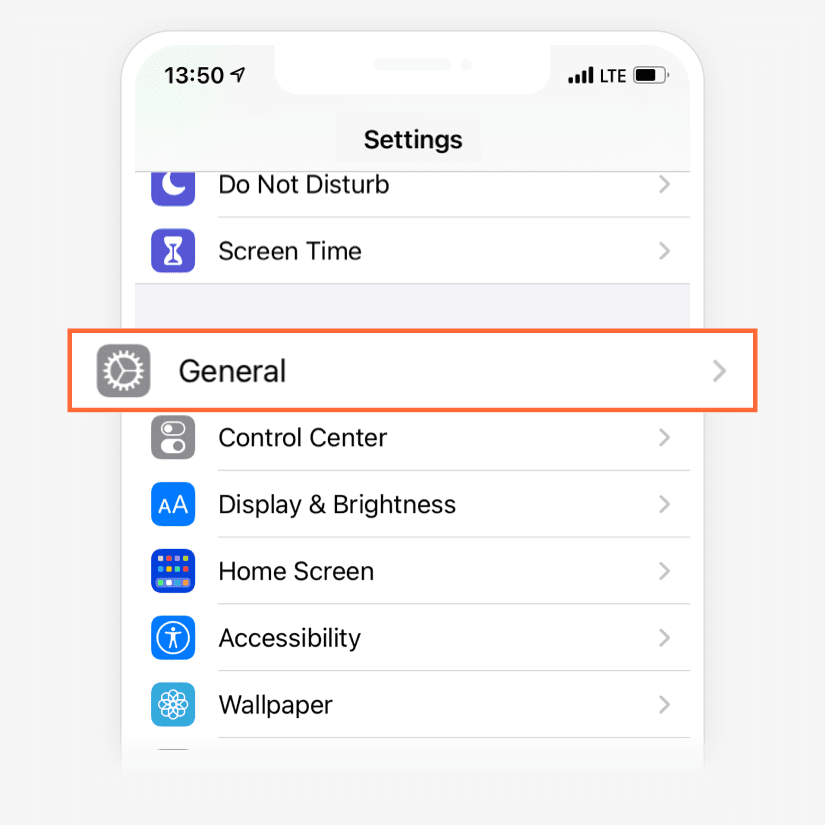 13:50 LTE
Settings
Do Not Disturb
Screen Time
General
Control Center
AA Display & Brightness
Home Screen
Accessibility
Wallpaper